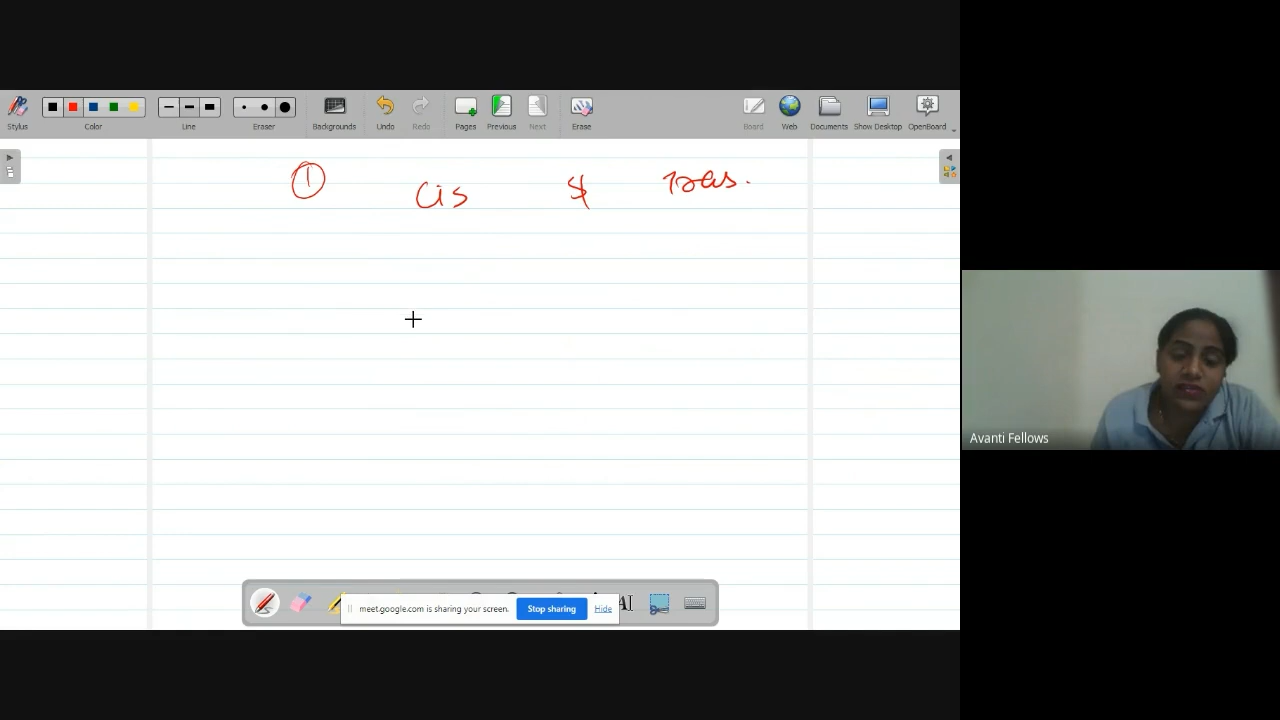 Stylus Color Line Eraser Backgrounds Undo Redo Pages Previous Next Erase Board Web Documents Show Desktop OpenBoard
① Cis & Trans.
Avanti Fellows
meet.google.com is sharing your screen. Stop sharing Hide
AI